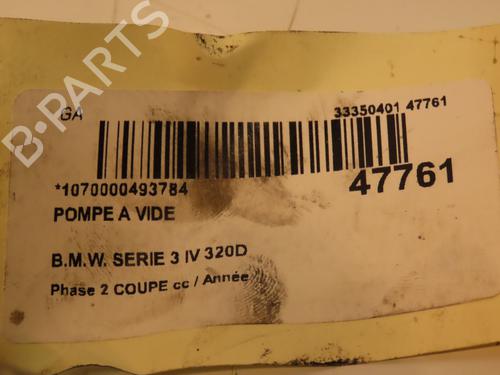 B-PARTS
GA
33350401 47761
*1070000493784
47761
POMPE A VIDE
B.M.W. SERIE 3 IV 320D
Phase 2 COUPE cc / Année